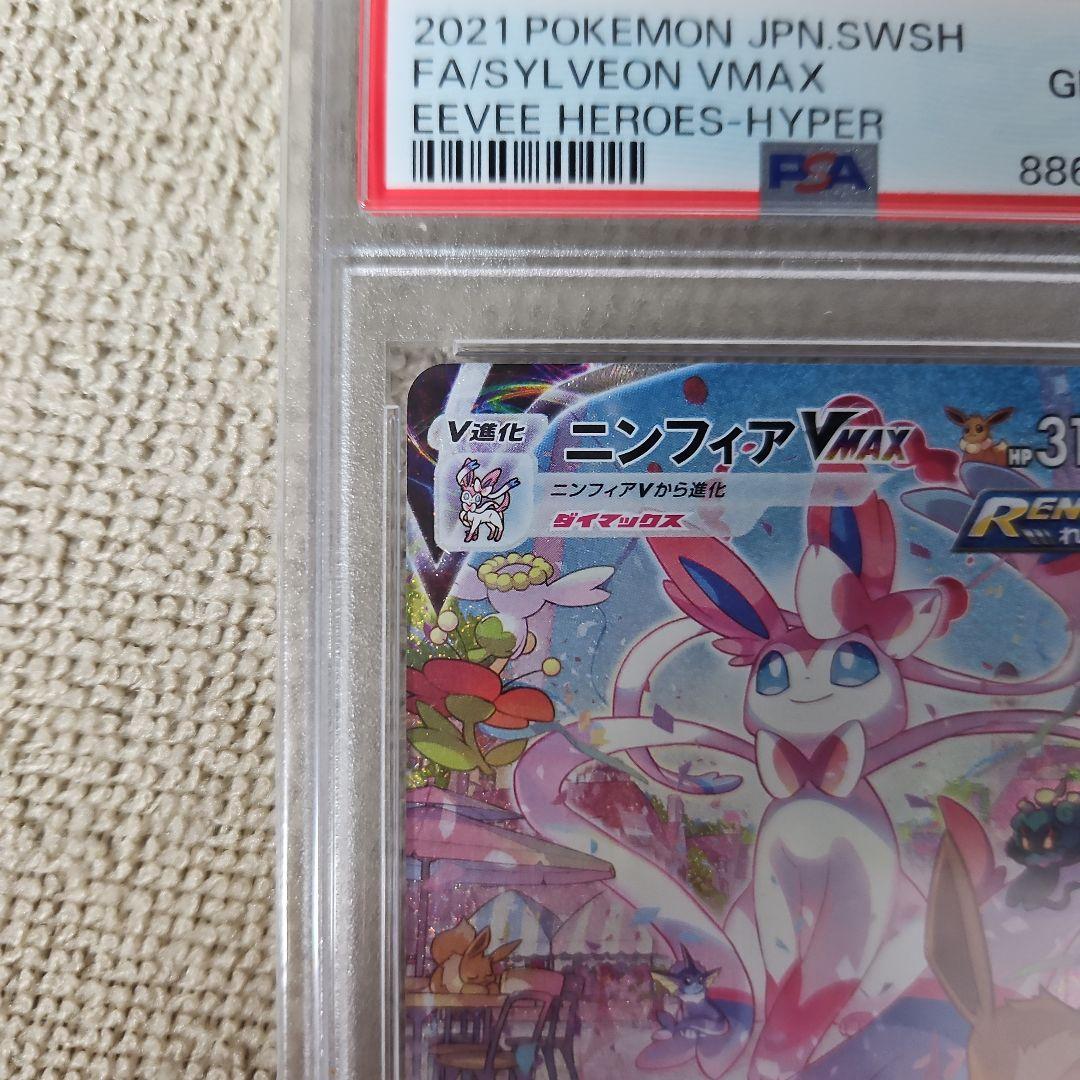 2021 POKEMON JPN.SWSH
FA/SYLVEON VMAX
EEVEE HEROES-HYPER
PSA
V進化
ニンフィアVMAX
HP
ニンフィアVから進化
ダイマックス